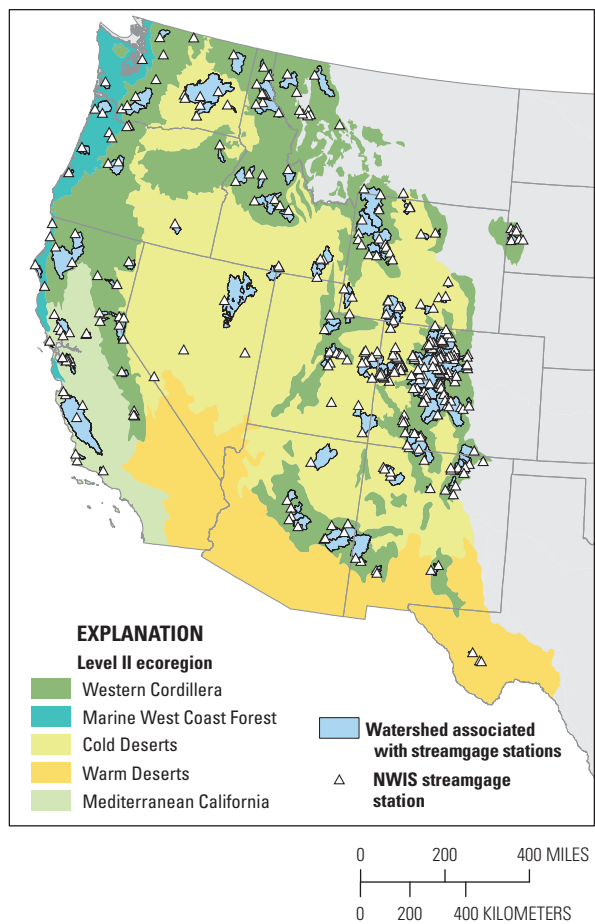 EXPLANATION
Level II ecoregion
Western Cordillera
Marine West Coast Forest
Cold Deserts
Warm Deserts
Mediterranean California
Watershed associated
with streamgage stations
NWIS streamgage
station
0 200 400 MILES
0 200 400 KILOMETERS